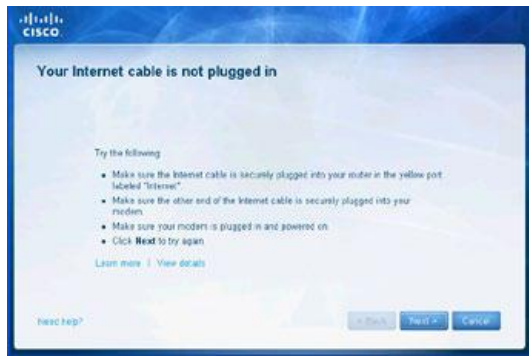 CISCO
Your Internet cable is not plugged in
Try the following
Make sure the Internet cable is securely plugged into your router in the yellow port
labeled "Internet"
Make sure the other end of the Internet cable is securely plugged into your
modem.
Make sure your modem is plugged in and powered on
Click Next to try again
Learn more | View details
Need help?
< Back Next > Cancel